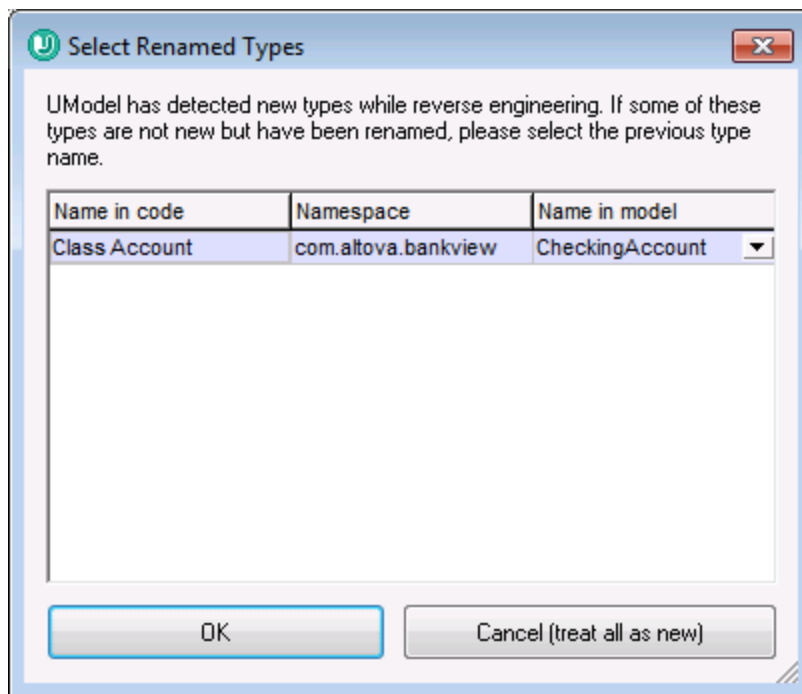 Select Renamed Types
UModel has detected new types while reverse engineering. If some of these
types are not new but have been renamed, please select the previous type
name.
Name in code Namespace Name in model
Class Account com.altova.bankview CheckingAccount
OK Cancel (treat all as new)